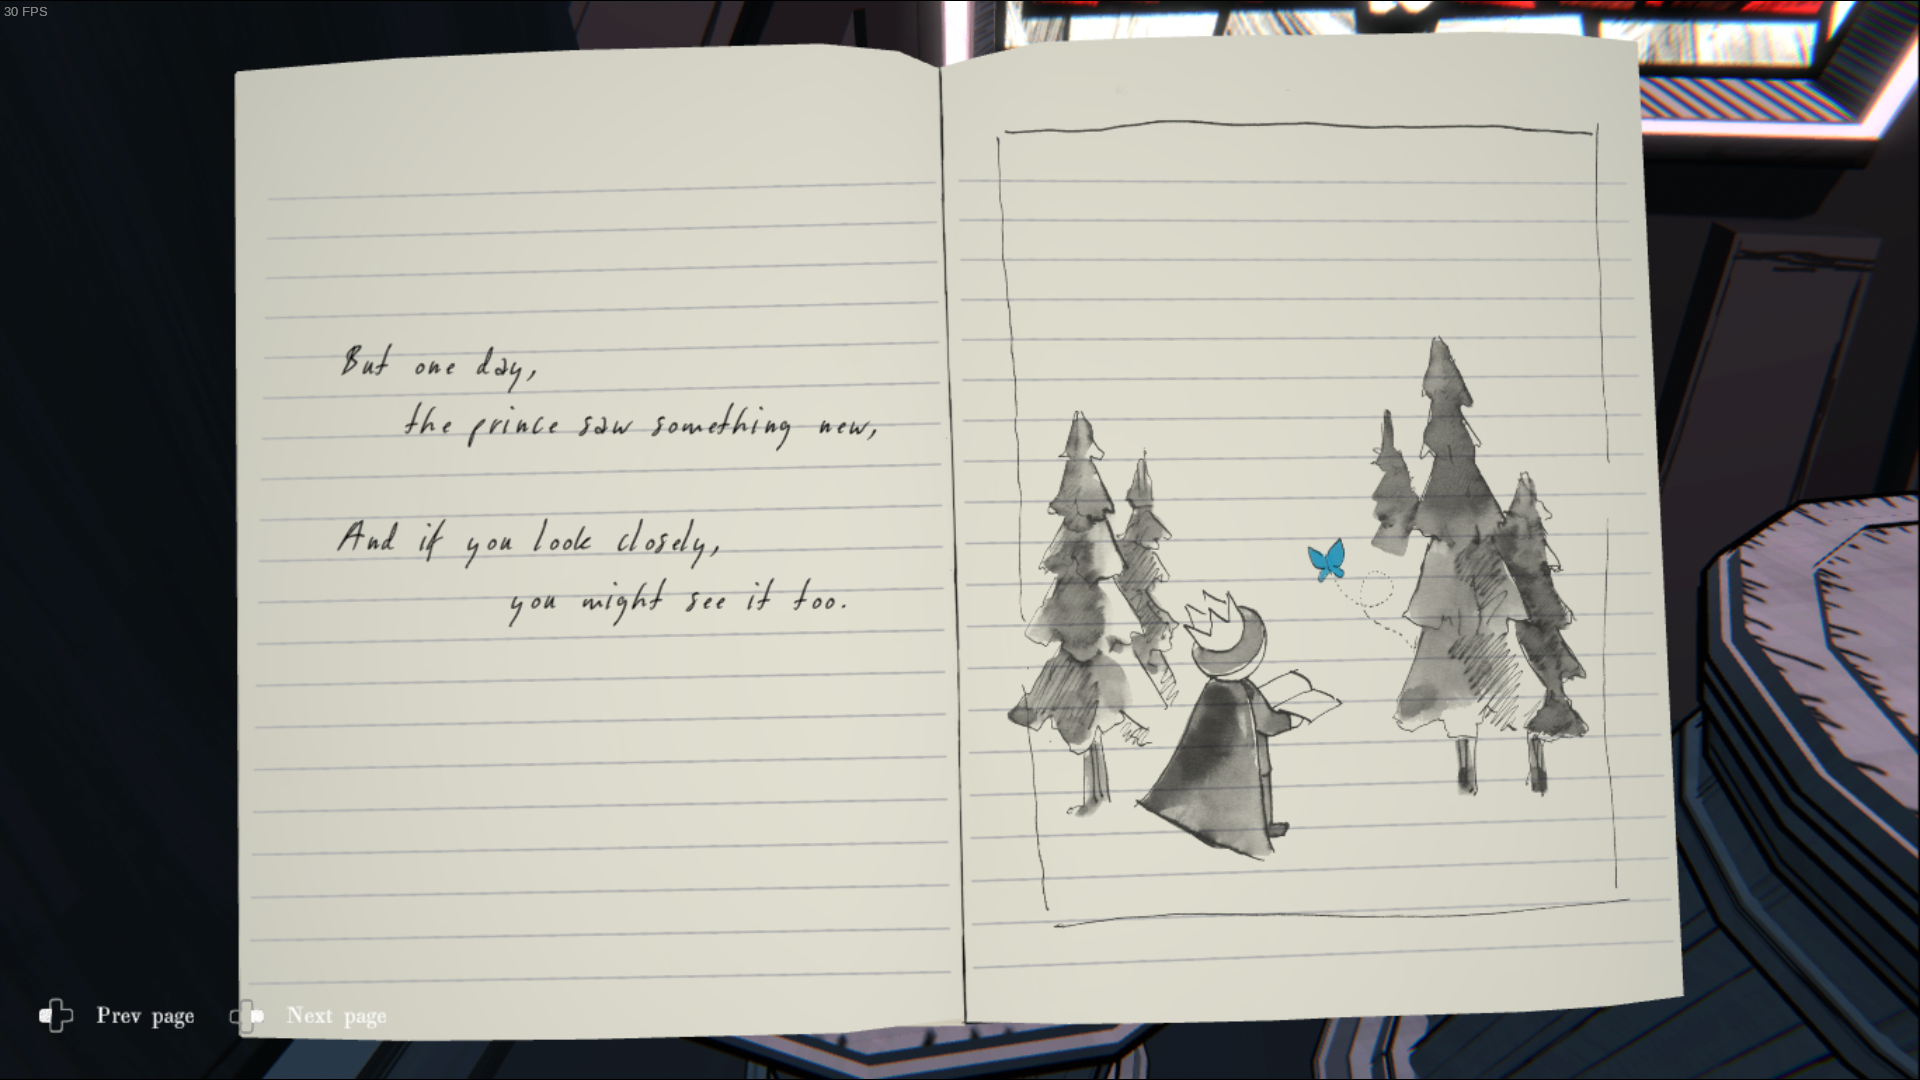 30 FPS
But one day,
the prince saw something new,
And if you look closely,
you might see it too.
Prev page
Next page